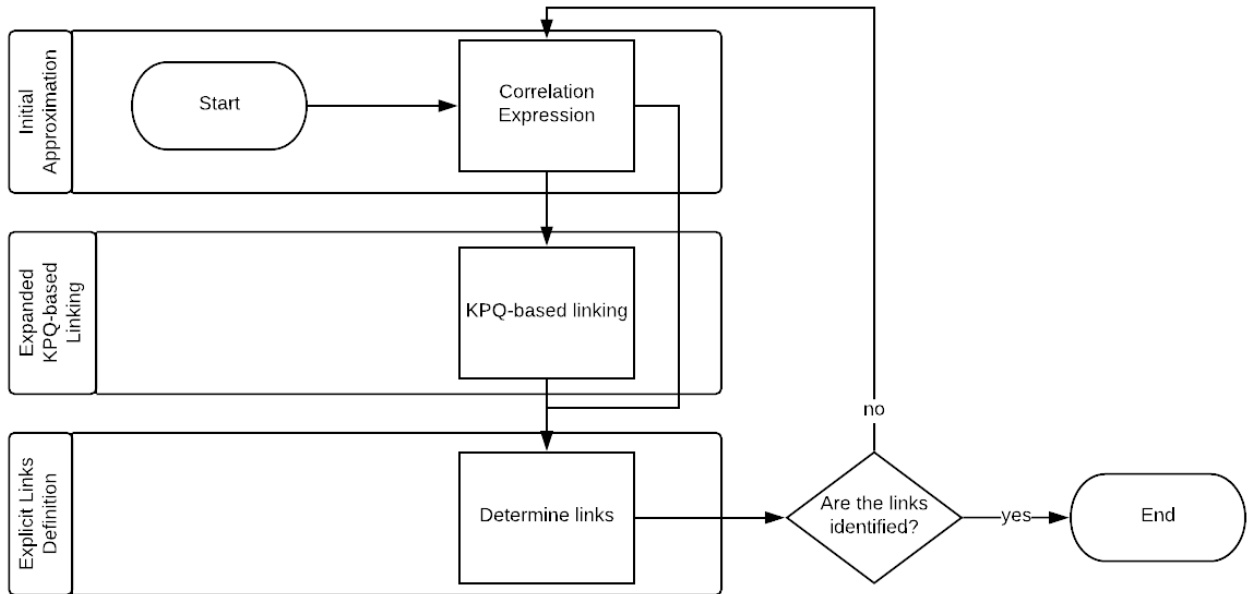 Initial
Approximation
Start
Correlation
Expression
Expanded
KPQ-based
Linking
KPQ-based linking
no
Explicit Links
Definition
Determine links
Are the links
identified?
yes
End